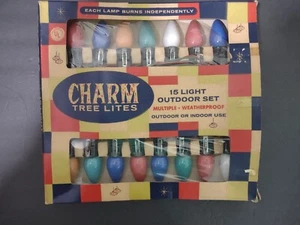 EACH LAMP BURNS INDEPENDENTLY
CHARM
TREE LITES
15 LIGHT
OUTDOOR SET
MULTIPLE - WEATHERPROOF
OUTDOOR OR INDOOR USE